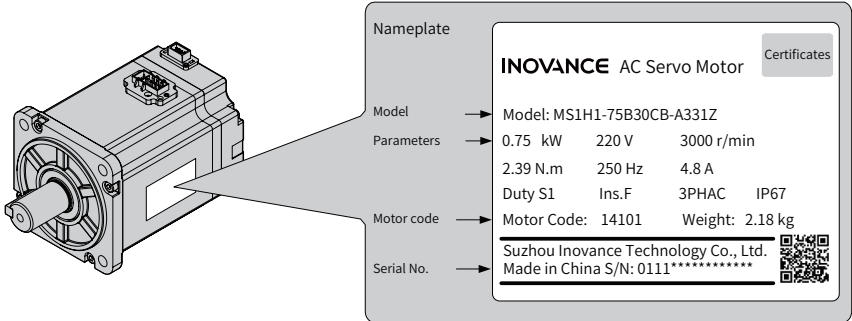 Nameplate
INOVANCE AC Servo Motor
Certificates
Model
Model: MS1H1-75B30CB-A331Z
Parameters
0.75 kW 220 V 3000 r/min
2.39 N.m 250 Hz 4.8 A
Duty S1 Ins.F 3PHAC IP67
Motor code
Motor Code: 14101 Weight: 2.18 kg
Suzhou Inovance Technology Co., Ltd.
Serial No.
Made in China S/N: 0111************